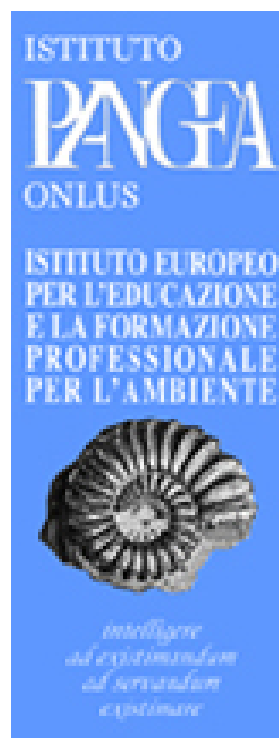 ISTITUTO
PANGEA
ONLUS
ISTITUTO EUROPEO
PER L'EDUCAZIONE
E LA FORMAZIONE
PROFESSIONALE
PER L'AMBIENTE
intelligere
ad existimandum
ad servandum
existimare